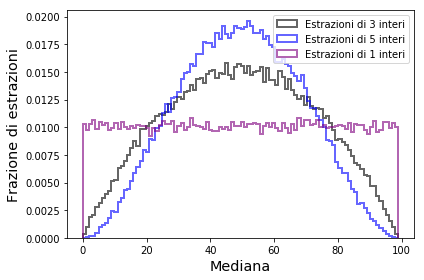 0.0200
0.0175
0.0150
0.0125
0.0100
0.0075
0.0050
0.0025
0.0000
Frazione di estrazioni
Estrazioni di 3 interi
Estrazioni di 5 interi
Estrazioni di 1 interi
0 20 40 60 80 100
Mediana